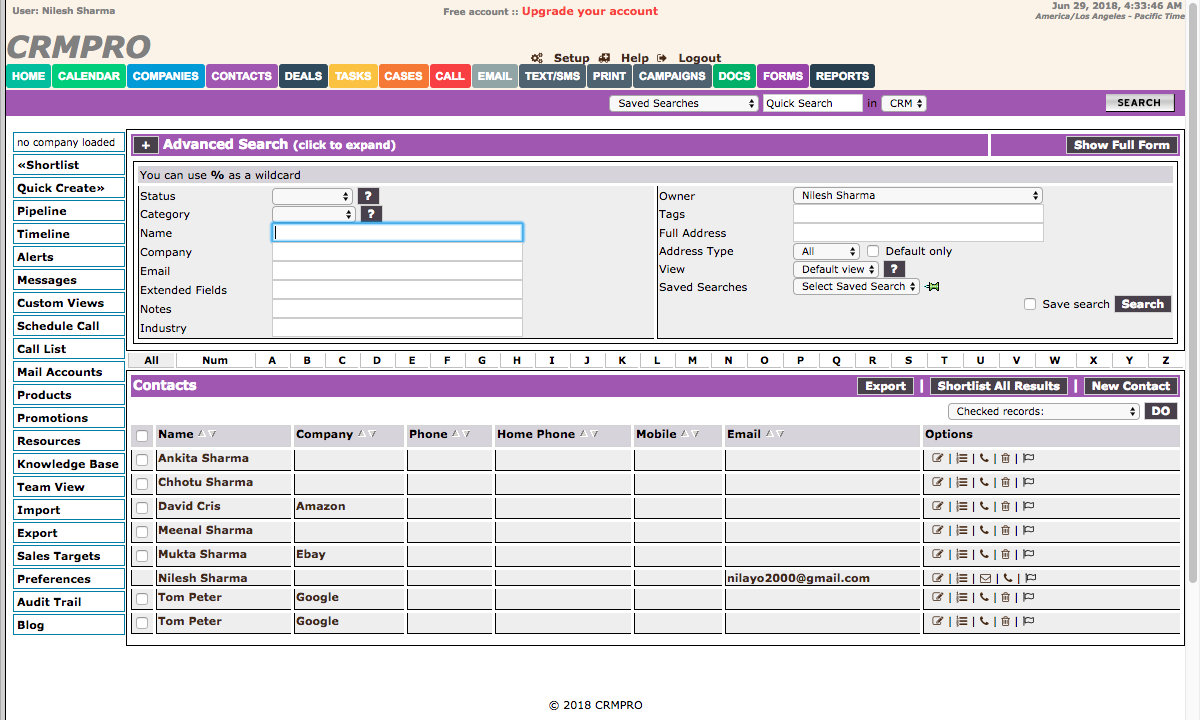 User: Nilesh Sharma
Free account :: Upgrade your account
Jun 29, 2018, 4:33:46 AM
America/Los Angeles - Pacific Time
CRMPRO
Setup Help Logout
HOME CALENDAR COMPANIES CONTACTS DEALS TASKS CASES CALL EMAIL TEXT/SMS PRINT CAMPAIGNS DOCS FORMS REPORTS
Saved Searches Quick Search in CRM SEARCH
no company loaded
«Shortlist
Quick Create»
Pipeline
Timeline
Alerts
Messages
Custom Views
Schedule Call
Call List
Mail Accounts
Products
Promotions
Resources
Knowledge Base
Team View
Import
Export
Sales Targets
Preferences
Audit Trail
Blog
+ Advanced Search (click to expand) Show Full Form
You can use % as a wildcard
Status ?
Category ?
Name
Company
Email
Extended Fields
Notes
Industry
Owner Nilesh Sharma
Tags
Full Address
Address Type All Default only
View Default view ?
Saved Searches Select Saved Search
Save search Search
All Num A B C D E F G H I J K L M N O P Q R S T U V W X Y Z
Contacts Export | Shortlist All Results | New Contact
Checked records: DO
Name Company Phone Home Phone Mobile Email Options
Ankita Sharma
Chhotu Sharma
David Cris Amazon
Meenal Sharma
Mukta Sharma Ebay
Nilesh Sharma nilayo2000@gmail.com
Tom Peter Google
Tom Peter Google
© 2018 CRMPRO